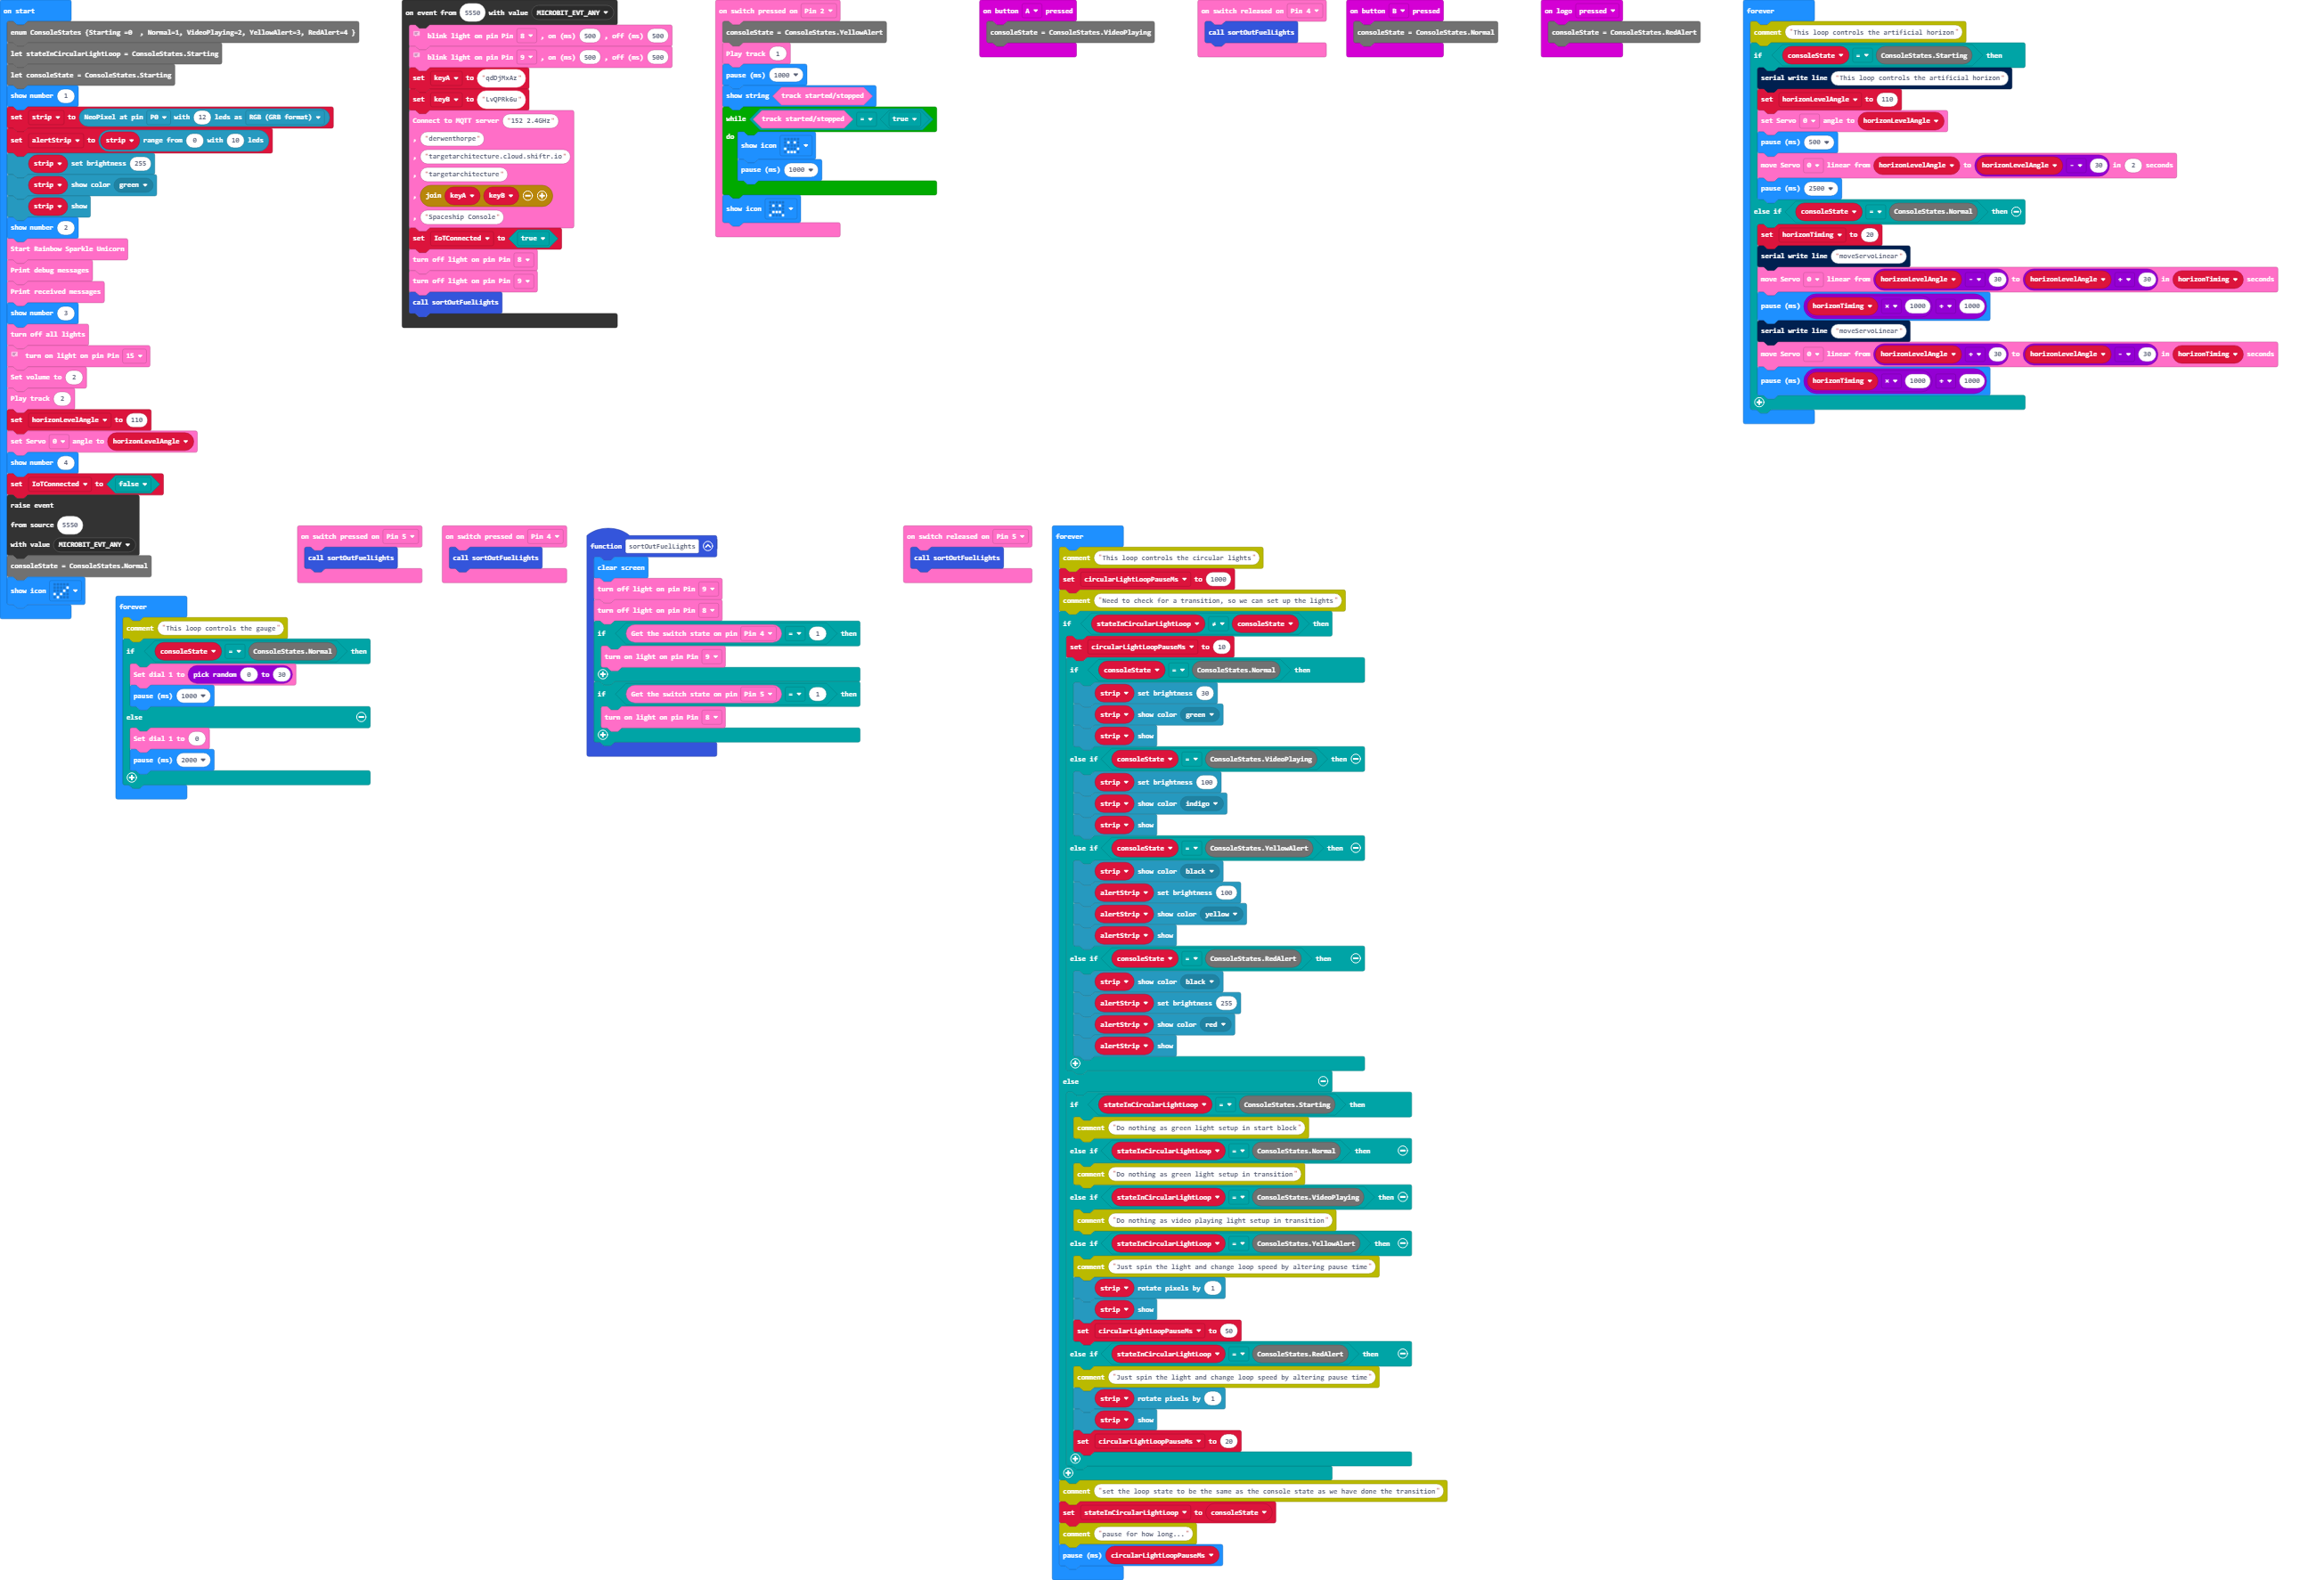 on start
enum ConsoleStates {Starting =0 , Normal=1, VideoPlaying=2, YellowAlert=3, RedAlert=4 }
let stateInCircularLightLoop = ConsoleStates.Starting
let consoleState = ConsoleStates.Starting
show number 1
set strip to NeoPixel at pin P0 with 12 leds as RGB (GRB format)
set alertStrip to strip range from 0 with 10 leds
strip set brightness 255
strip show color green
strip show
show number 2
Start Rainbow Sparkle Unicorn
Print debug messages
Print received messages
show number 3
turn off all lights
turn on light on pin Pin 15
Set volume to 2
Play track 2
set horizonLevelAngle to 110
set Servo 0 angle to horizonLevelAngle
show number 4
set IoTConnected to false
raise event
from source 5550
with value MICROBIT_EVT_ANY
consoleState = ConsoleStates.Normal
show icon
on event from 5550 with value MICROBIT_EVT_ANY
blink light on pin Pin 8 , on (ms) 500 , off (ms) 500
blink light on pin Pin 9 , on (ms) 500 , off (ms) 500
set keyA to "qdDjMxAz"
set keyB to "LvQPRk6u"
Connect to MQTT server "152 2.4GHz"
, "derwenthorpe"
, "targetarchitecture.cloud.shiftr.io"
, "targetarchitecture"
, join keyA keyB
, "Spaceship Console"
set IoTConnected to true
turn off light on pin Pin 8
turn off light on pin Pin 9
call sortOutFuelLights
on switch pressed on Pin 2
consoleState = ConsoleStates.YellowAlert
Play track 1
pause (ms) 1000
show string track started/stopped
while track started/stopped = true
do
show icon
pause (ms) 1000
show icon
on button A pressed
consoleState = ConsoleStates.VideoPlaying
on switch released on Pin 4
call sortOutFuelLights
on button B pressed
consoleState = ConsoleStates.Normal
on logo pressed
consoleState = ConsoleStates.RedAlert
forever
comment "This loop controls the artificial horizon"
if consoleState = ConsoleStates.Starting then
serial write line "This loop controls the artificial horizon"
set horizonLevelAngle to 110
set Servo 0 angle to horizonLevelAngle
pause (ms) 500
move Servo 0 linear from horizonLevelAngle to horizonLevelAngle - 30 in 2 seconds
pause (ms) 2500
else if consoleState = ConsoleStates.Normal then
set horizonTiming to 20
serial write line "moveServoLinear"
move Servo 0 linear from horizonLevelAngle - 30 to horizonLevelAngle + 30 in horizonTiming seconds
pause (ms) horizonTiming × 1000 + 1000
serial write line "moveServoLinear"
move Servo 0 linear from horizonLevelAngle + 30 to horizonLevelAngle - 30 in horizonTiming seconds
pause (ms) horizonTiming × 1000 + 1000
forever
comment "This loop controls the gauge"
if consoleState = ConsoleStates.Normal then
Set dial 1 to pick random 0 to 30
pause (ms) 1000
else
Set dial 1 to 0
pause (ms) 2000
on switch pressed on Pin 5
call sortOutFuelLights
on switch pressed on Pin 4
call sortOutFuelLights
function sortOutFuelLights
clear screen
turn off light on pin Pin 9
turn off light on pin Pin 8
if Get the switch state on pin Pin 4 = 1 then
turn on light on pin Pin 9
if Get the switch state on pin Pin 5 = 1 then
turn on light on pin Pin 8
on switch released on Pin 5
call sortOutFuelLights
forever
comment "This loop controls the circular lights"
set circularLightLoopPauseMs to 1000
comment "Need to check for a transition, so we can set up the lights"
if stateInCircularLightLoop ≠ consoleState then
set circularLightLoopPauseMs to 10
if consoleState = ConsoleStates.Normal then
strip set brightness 30
strip show color green
strip show
else if consoleState = ConsoleStates.VideoPlaying then
strip set brightness 100
strip show color indigo
strip show
else if consoleState = ConsoleStates.YellowAlert then
strip show color black
alertStrip set brightness 100
alertStrip show color yellow
alertStrip show
else if consoleState = ConsoleStates.RedAlert then
strip show color black
alertStrip set brightness 255
alertStrip show color red
alertStrip show
else
if stateInCircularLightLoop = ConsoleStates.Starting then
comment "Do nothing as green light setup in start block"
else if stateInCircularLightLoop = ConsoleStates.Normal then
comment "Do nothing as green light setup in transition"
else if stateInCircularLightLoop = ConsoleStates.VideoPlaying then
comment "Do nothing as video playing light setup in transition"
else if stateInCircularLightLoop = ConsoleStates.YellowAlert then
comment "Just spin the light and change loop speed by altering pause time"
strip rotate pixels by 1
strip show
set circularLightLoopPauseMs to 50
else if stateInCircularLightLoop = ConsoleStates.RedAlert then
comment "Just spin the light and change loop speed by altering pause time"
strip rotate pixels by 1
strip show
set circularLightLoopPauseMs to 20
comment "set the loop state to be the same as the console state as we have done the transition"
set stateInCircularLightLoop to consoleState
comment "pause for how long..."
pause (ms) circularLightLoopPauseMs